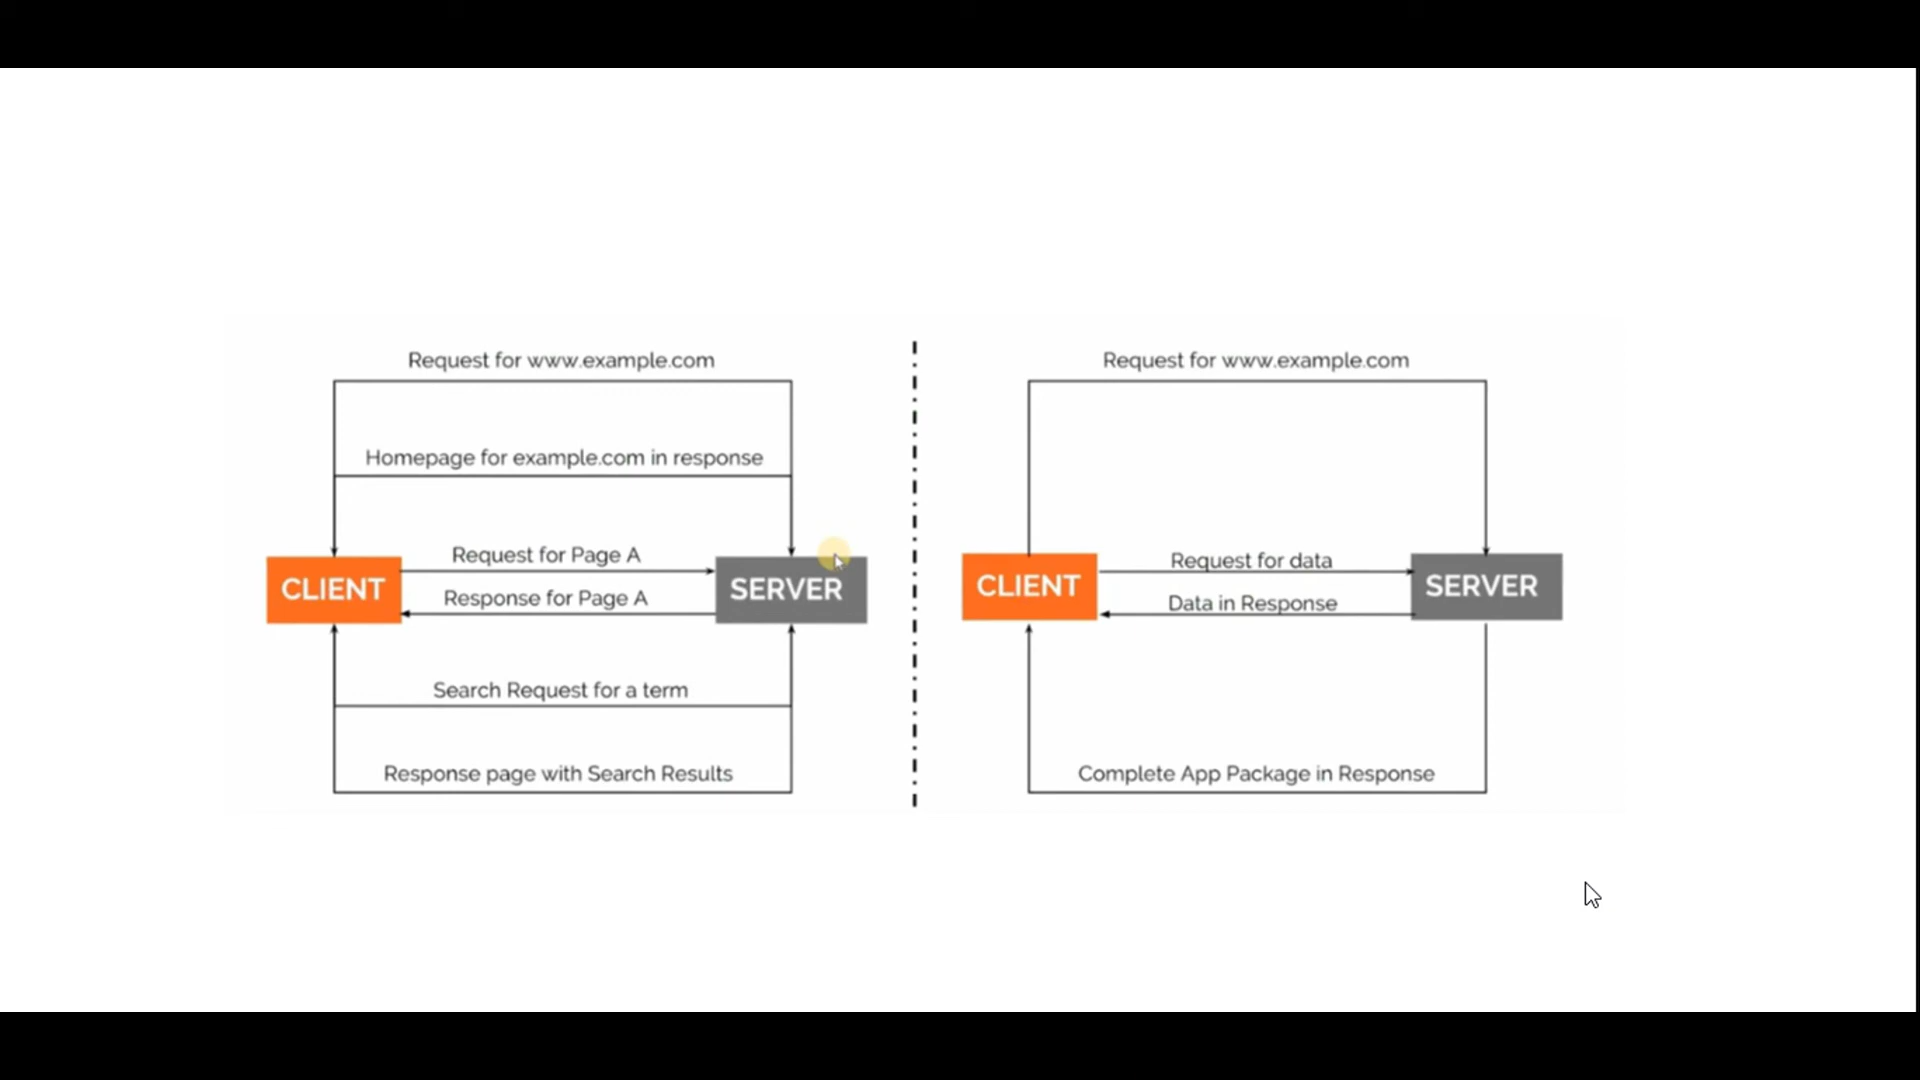 Request for www.example.com
Homepage for example.com in response
Request for Page A
CLIENT
SERVER
Response for Page A
Search Request for a term
Response page with Search Results
Request for www.example.com
Request for data
CLIENT
SERVER
Data in Response
Complete App Package in Response